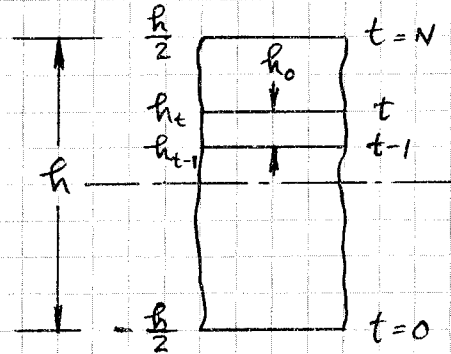 h/2 t = N
h₀
hₜ t
hₜ₋₁ t-1
h
- h/2 t = 0